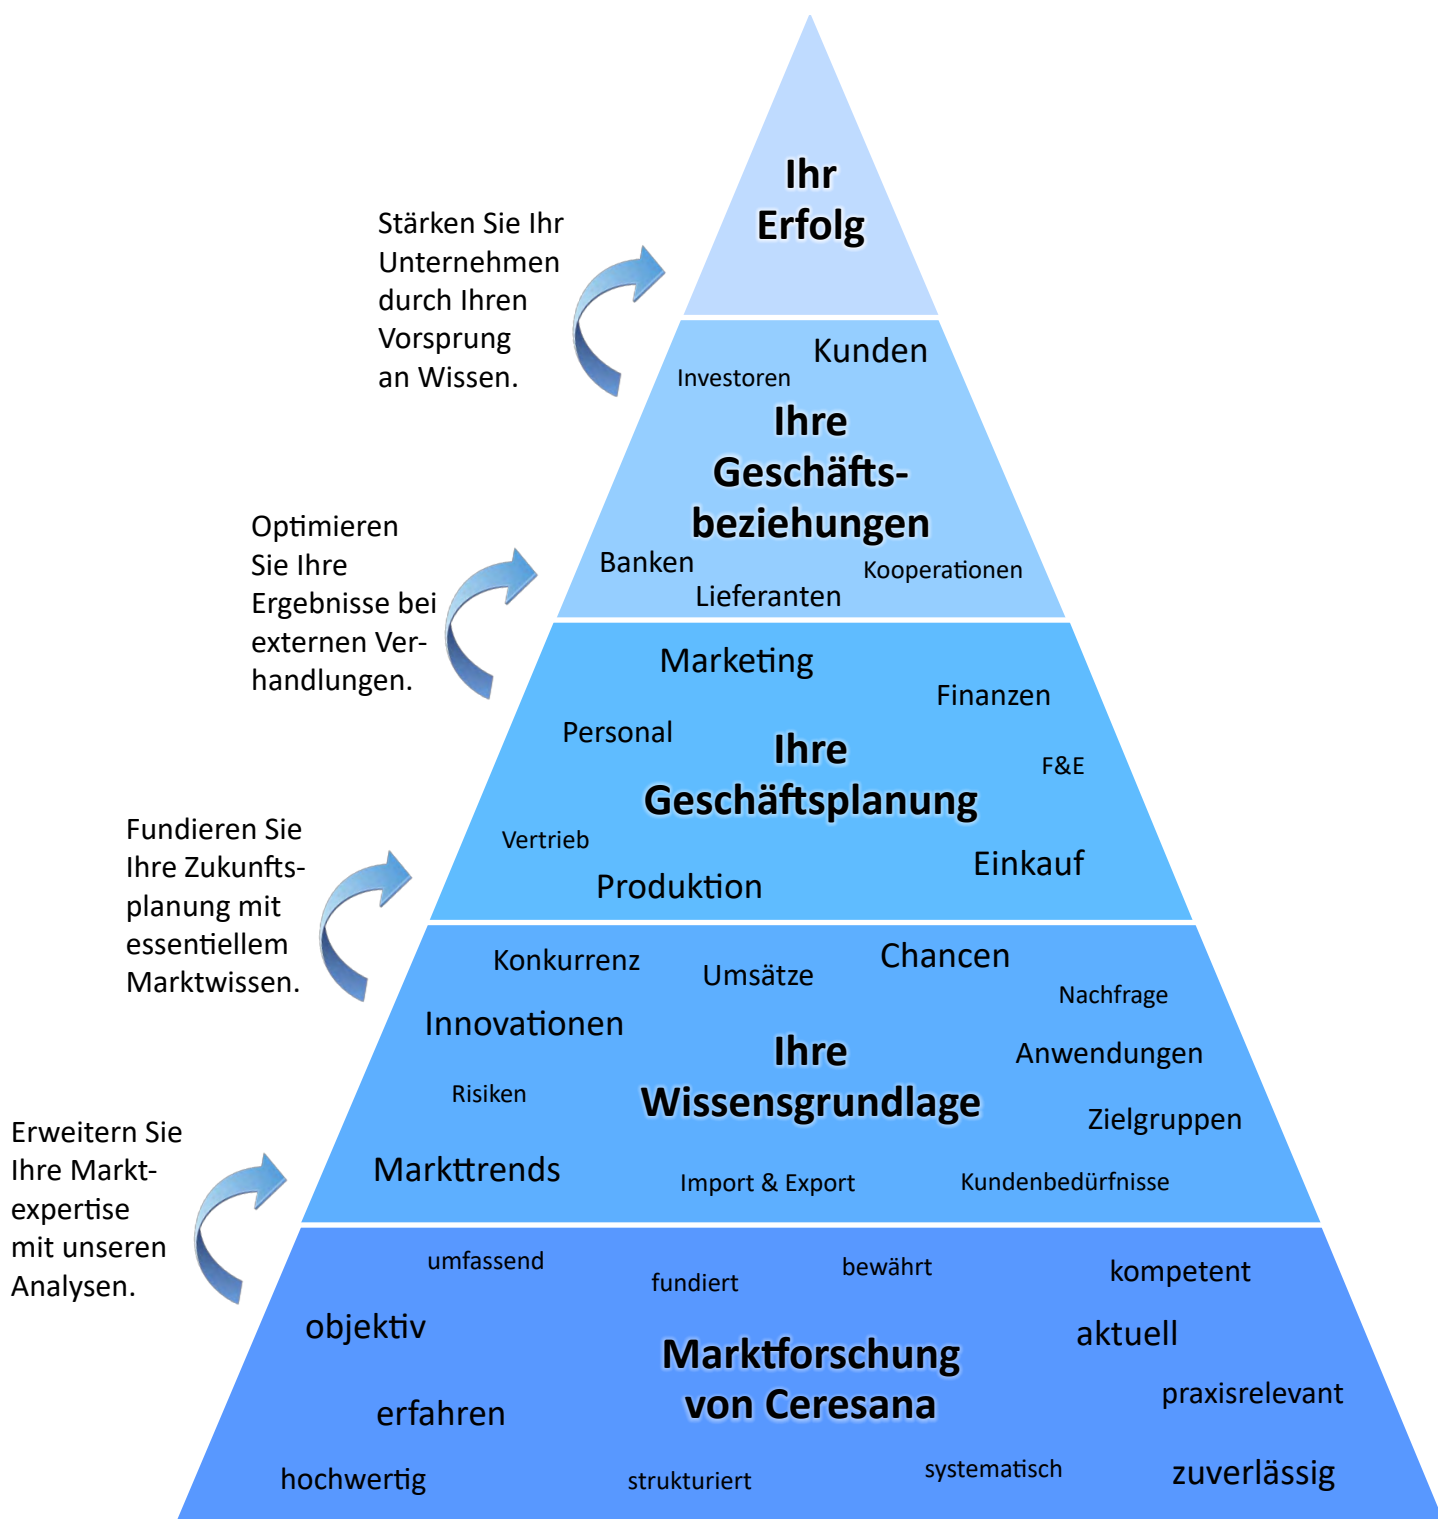 Ihr
Erfolg
Stärken Sie Ihr
Unternehmen
durch Ihren
Vorsprung
an Wissen.
Kunden
Investoren
Ihre
Geschäfts-
beziehungen
Banken
Kooperationen
Lieferanten
Optimieren
Sie Ihre
Ergebnisse bei
externen Ver-
handlungen.
Marketing
Finanzen
Personal
Ihre
Geschäftsplanung
F&E
Vertrieb
Einkauf
Produktion
Fundieren Sie
Ihre Zukunfts-
planung mit
essentiellem
Marktwissen.
Konkurrenz
Umsätze
Chancen
Nachfrage
Innovationen
Ihre
Wissensgrundlage
Anwendungen
Risiken
Zielgruppen
Markttrends
Import & Export
Kundenbedürfnisse
Erweitern Sie
Ihre Markt-
expertise
mit unseren
Analysen.
umfassend
fundiert
bewährt
kompetent
objektiv
aktuell
Marktforschung
von Ceresana
praxisrelevant
erfahren
hochwertig
strukturiert
systematisch
zuverlässig